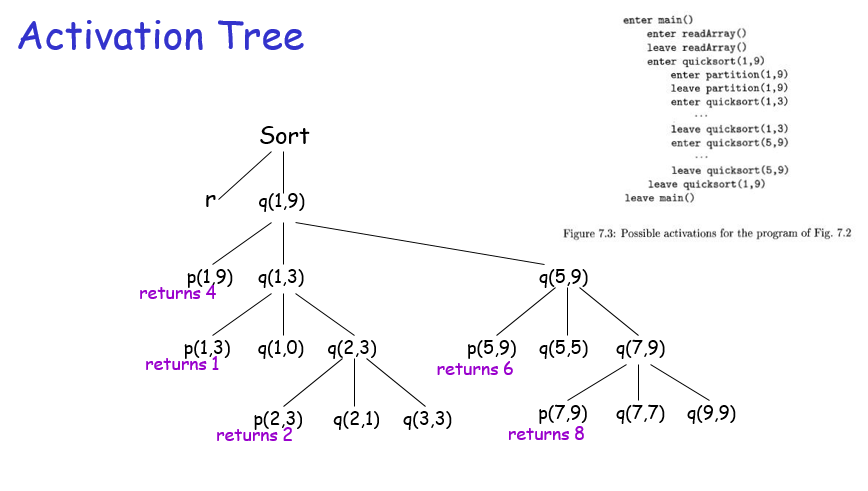 Activation Tree
enter main()
enter readArray()
leave readArray()
enter quicksort(1,9)
enter partition(1,9)
leave partition(1,9)
enter quicksort(1,3)
...
leave quicksort(1,3)
enter quicksort(5,9)
...
leave quicksort(5,9)
leave quicksort(1,9)
leave main()
Figure 7.3: Possible activations for the program of Fig. 7.2
Sort
r q(1,9)
p(1,9) q(1,3) q(5,9)
returns 4
p(1,3) q(1,0) q(2,3) p(5,9) q(5,5) q(7,9)
returns 1 returns 6
p(2,3) q(2,1) q(3,3) p(7,9) q(7,7) q(9,9)
returns 2 returns 8